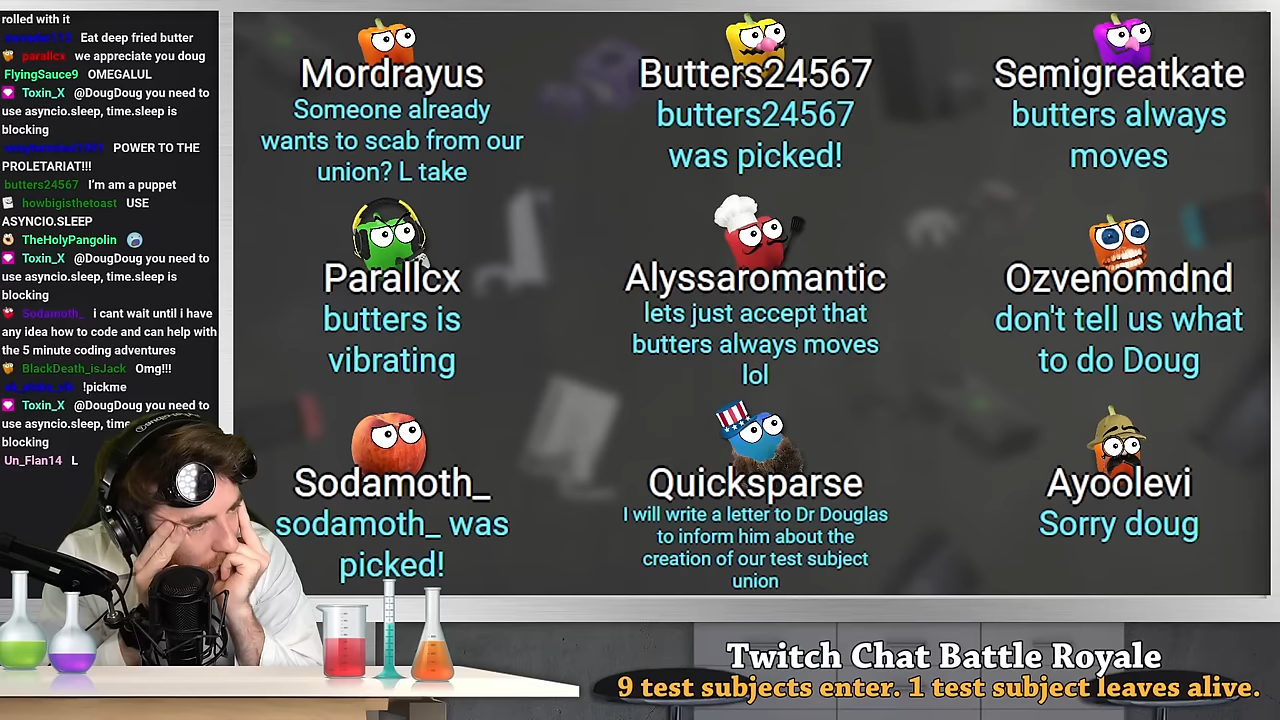 rolled with it
Eat deep fried butter
parallcx we appreciate you doug
FlyingSauce9 OMEGALUL
Toxin_X @DougDoug you need to
use asyncio.sleep, time.sleep is
blocking
POWER TO THE
PROLETARIAT!!!
butters24567 I'm am a puppet
howbigisthetoast USE
ASYNCIO.SLEEP
TheHolyPangolin
Toxin_X @DougDoug you need to
use asyncio.sleep, time.sleep is
blocking
Sodamoth_ i cant wait until i have
any idea how to code and can help with
the 5 minute coding adventures
BlackDeath_isJack Omg!!!
!pickme
Toxin_X @DougDoug you need to
use asyncio.sleep, time
blocking
Un_Flan14 L
Mordrayus
Someone already
wants to scab from our
union? L take
Butters24567
butters24567
was picked!
Semigreatkate
butters always
moves
Parallcx
butters is
vibrating
Alyssaromantic
lets just accept that
butters always moves
lol
Ozvenomdnd
don't tell us what
to do Doug
Sodamoth_
sodamoth_ was
picked!
Quicksparse
I will write a letter to Dr Douglas
to inform him about the
creation of our test subject
union
Ayoolevi
Sorry doug
Twitch Chat Battle Royale
9 test subjects enter. 1 test subject leaves alive.